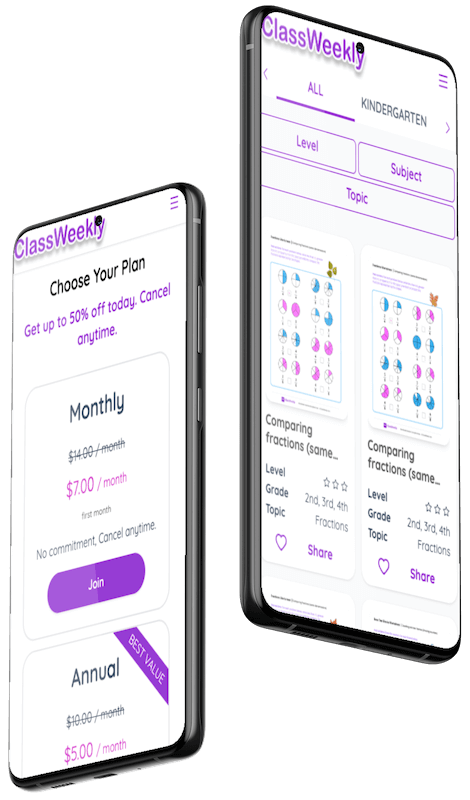 ClassWeekly
Choose Your Plan
Get up to 50% off today. Cancel
anytime.
Monthly
$14.00 / month
$7.00 / month
first month
No commitment, Cancel anytime.
Join
BEST VALUE
Annual
$10.00 / month
$5.00 / month
ClassWeekly
ALL
KINDERGARTEN
Level
Subject
Topic
Comparing
fractions (same...
Level
Grade 2nd, 3rd, 4th
Topic Fractions
Share
Comparing
fractions (same...
Level
Grade 2nd, 3rd, 4th
Topic Fractions
Share